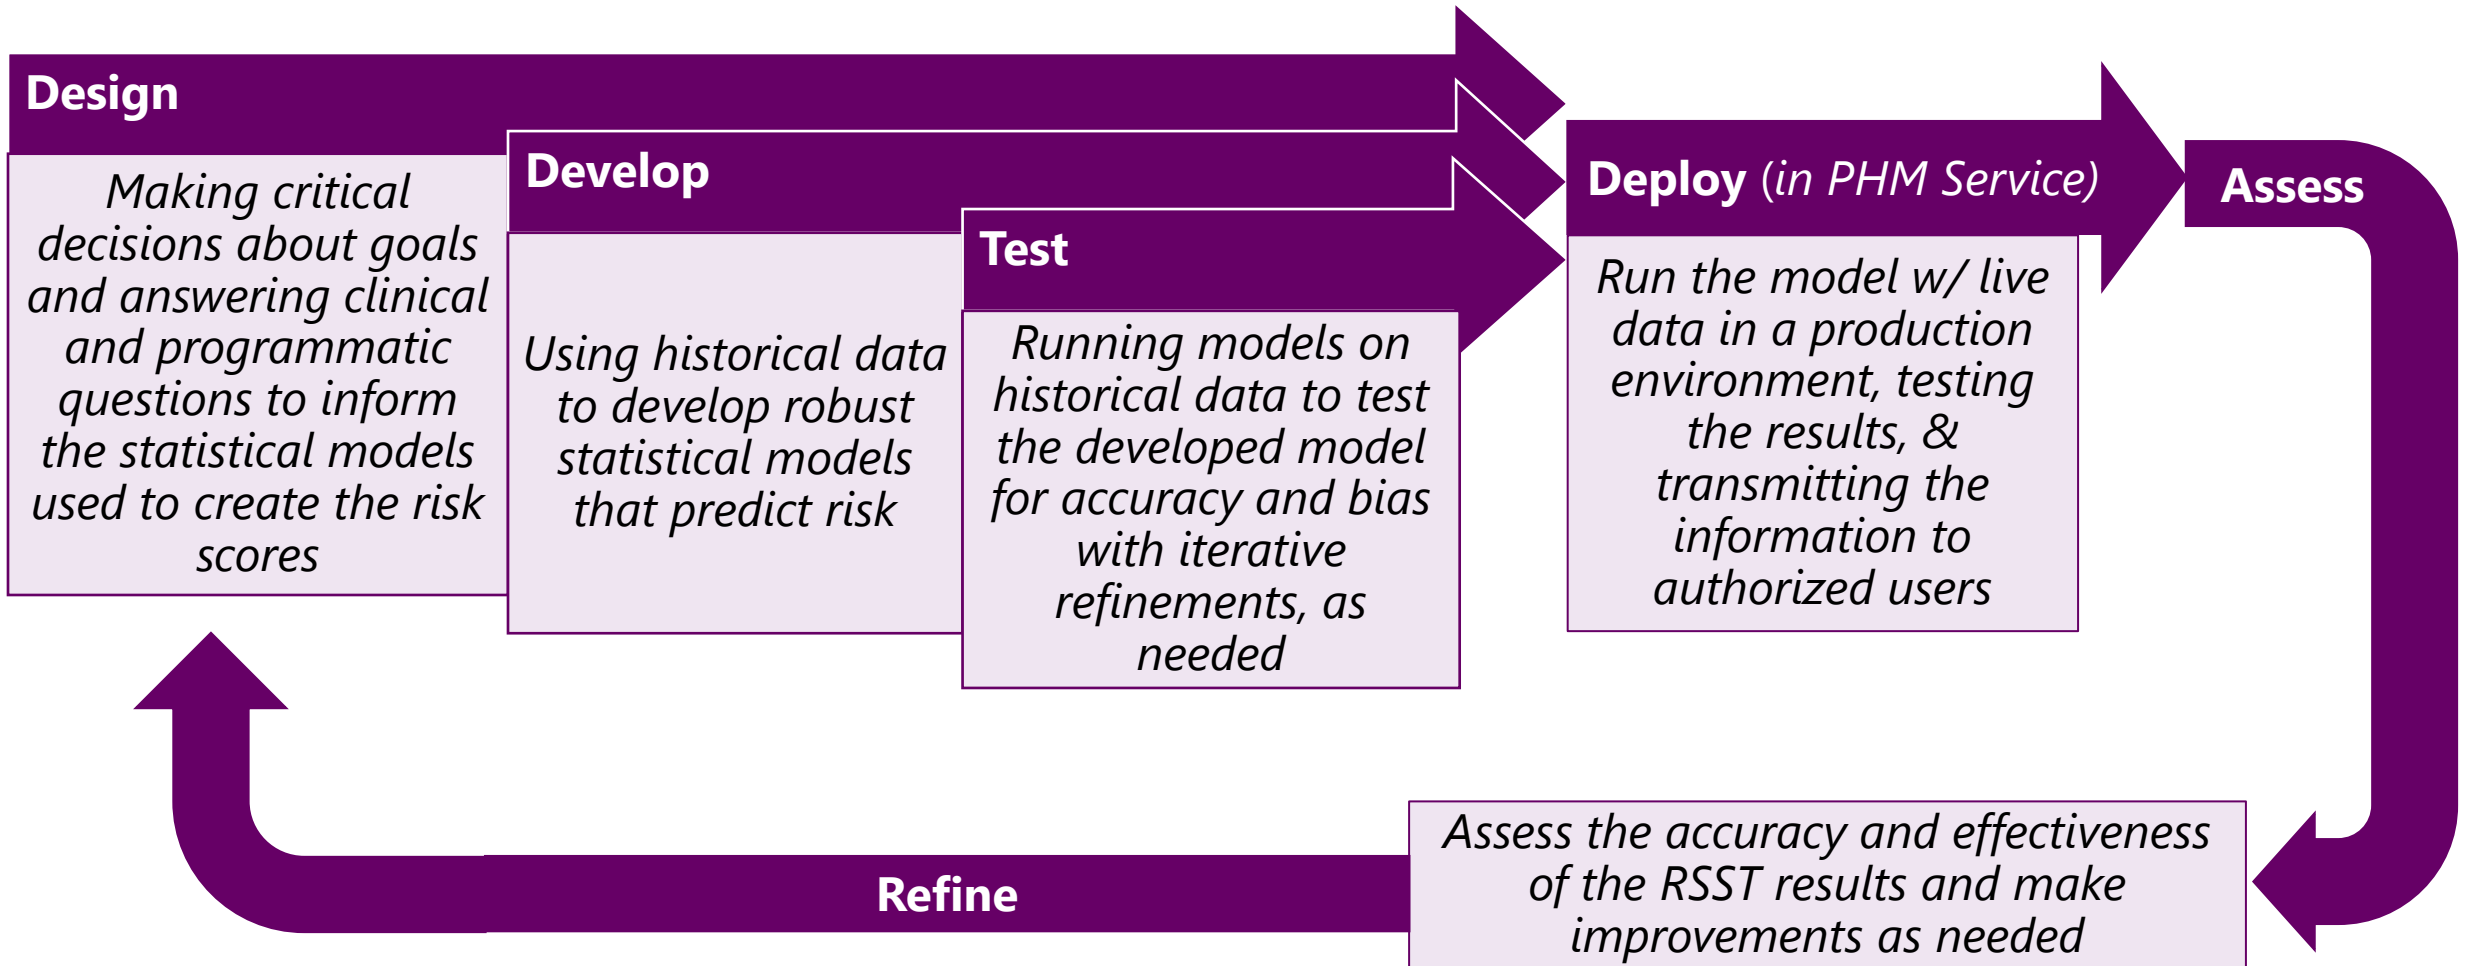 Design
Making critical
decisions about goals
and answering clinical
and programmatic
questions to inform
the statistical models
used to create the risk
scores
Develop
Using historical data
to develop robust
statistical models
that predict risk
Test
Running models on
historical data to test
the developed model
for accuracy and bias
with iterative
refinements, as
needed
Deploy (in PHM Service)
Run the model w/ live
data in a production
environment, testing
the results, &
transmitting the
information to
authorized users
Assess
Assess the accuracy and effectiveness
of the RSST results and make
improvements as needed
Refine